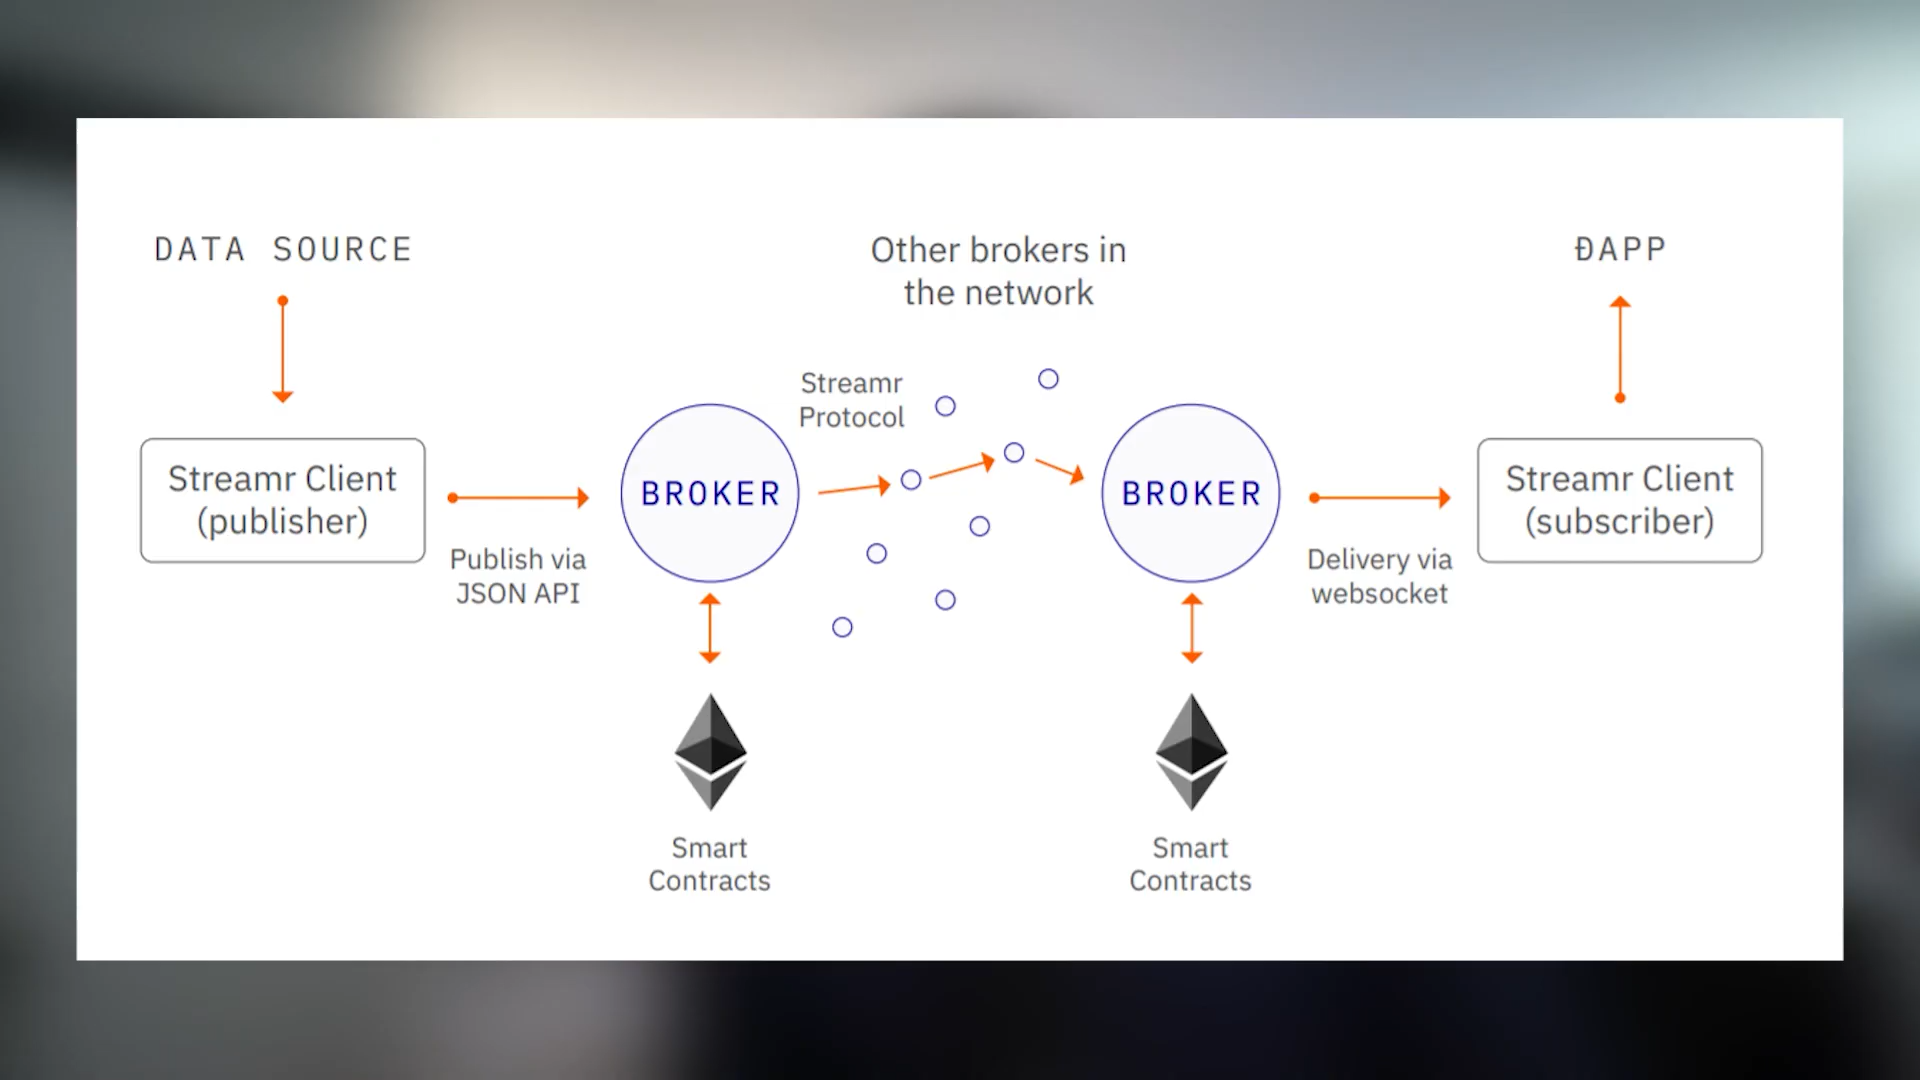 DATA SOURCE
Other brokers in
the network
ĐAPP
Streamr
Protocol
Streamr Client
(publisher)
Publish via
JSON API
BROKER
BROKER
Delivery via
websocket
Streamr Client
(subscriber)
Smart
Contracts
Smart
Contracts